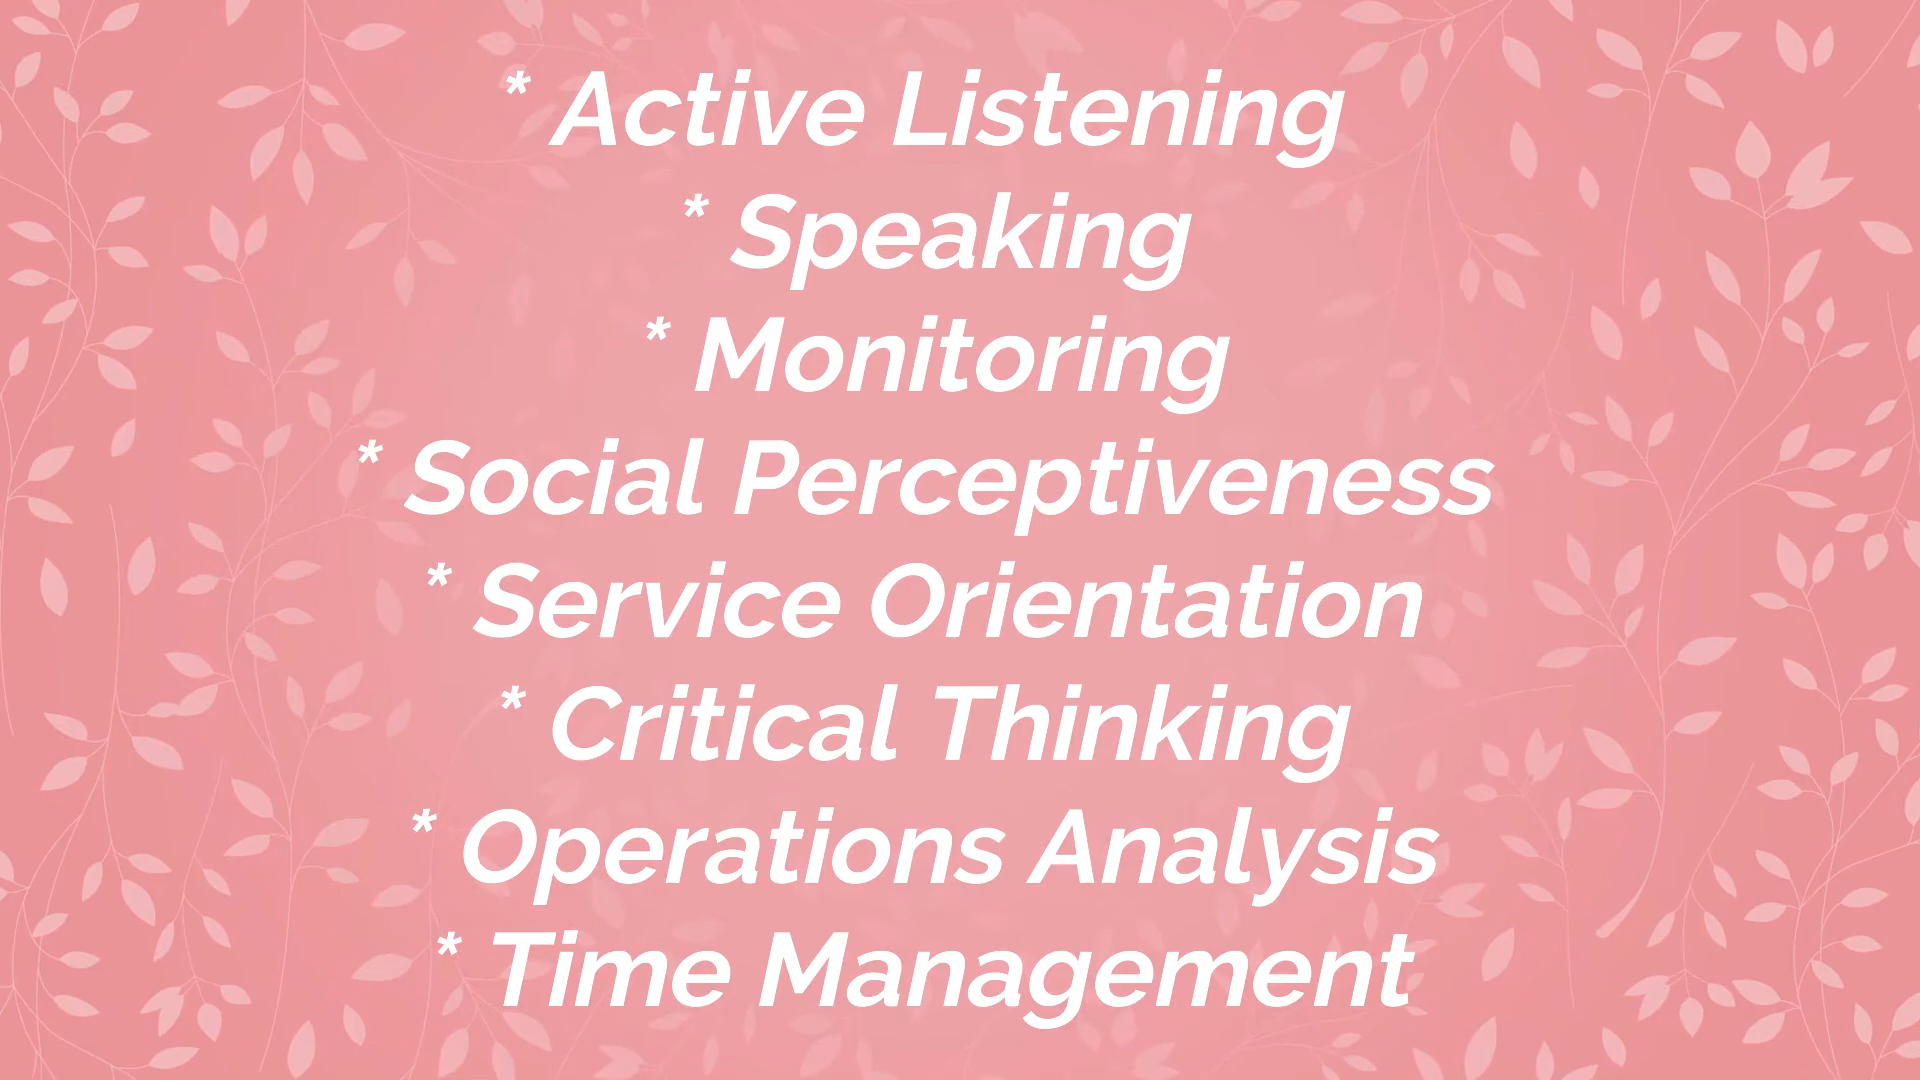 * Active Listening
* Speaking
* Monitoring
* Social Perceptiveness
* Service Orientation
* Critical Thinking
* Operations Analysis
* Time Management